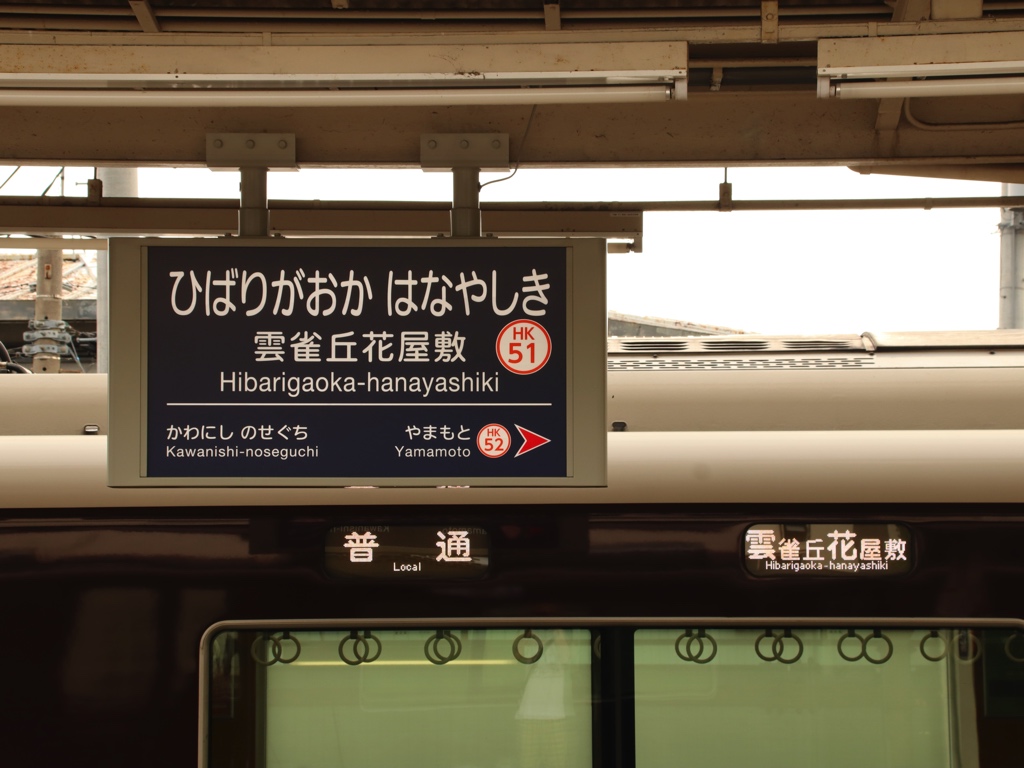 ひばりがおか はなやしき
雲雀丘花屋敷
HK
51
Hibarigaoka-hanayashiki
かわにし のせぐち
Kawanishi-noseguchi
やまもと
Yamamoto
HK
52
普通
Local
雲雀丘花屋敷
Hibarigaoka-hanayashiki